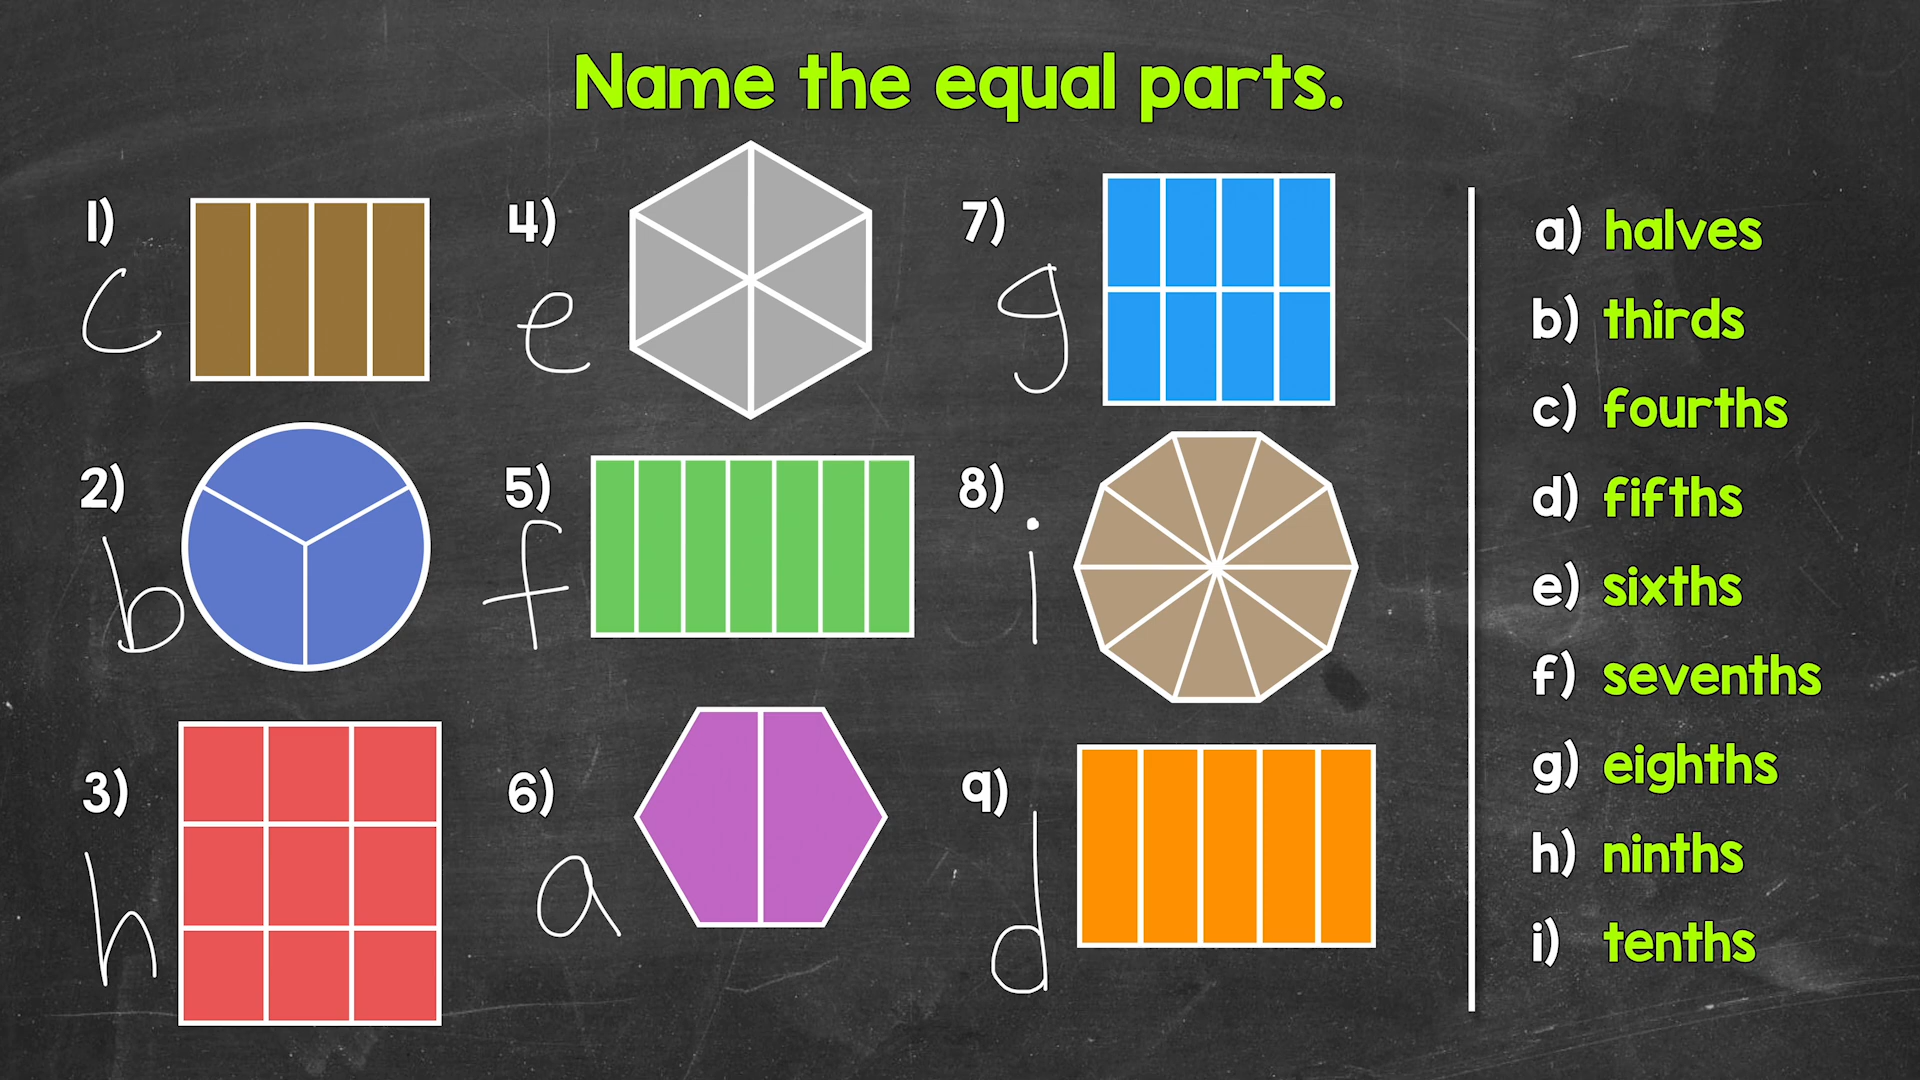 Name the equal parts.
1)
c
2)
b
3)
h
4)
e
5)
f
6)
a
7)
g
8)
i
9)
d
a) halves
b) thirds
c) fourths
d) fifths
e) sixths
f) sevenths
g) eighths
h) ninths
i) tenths